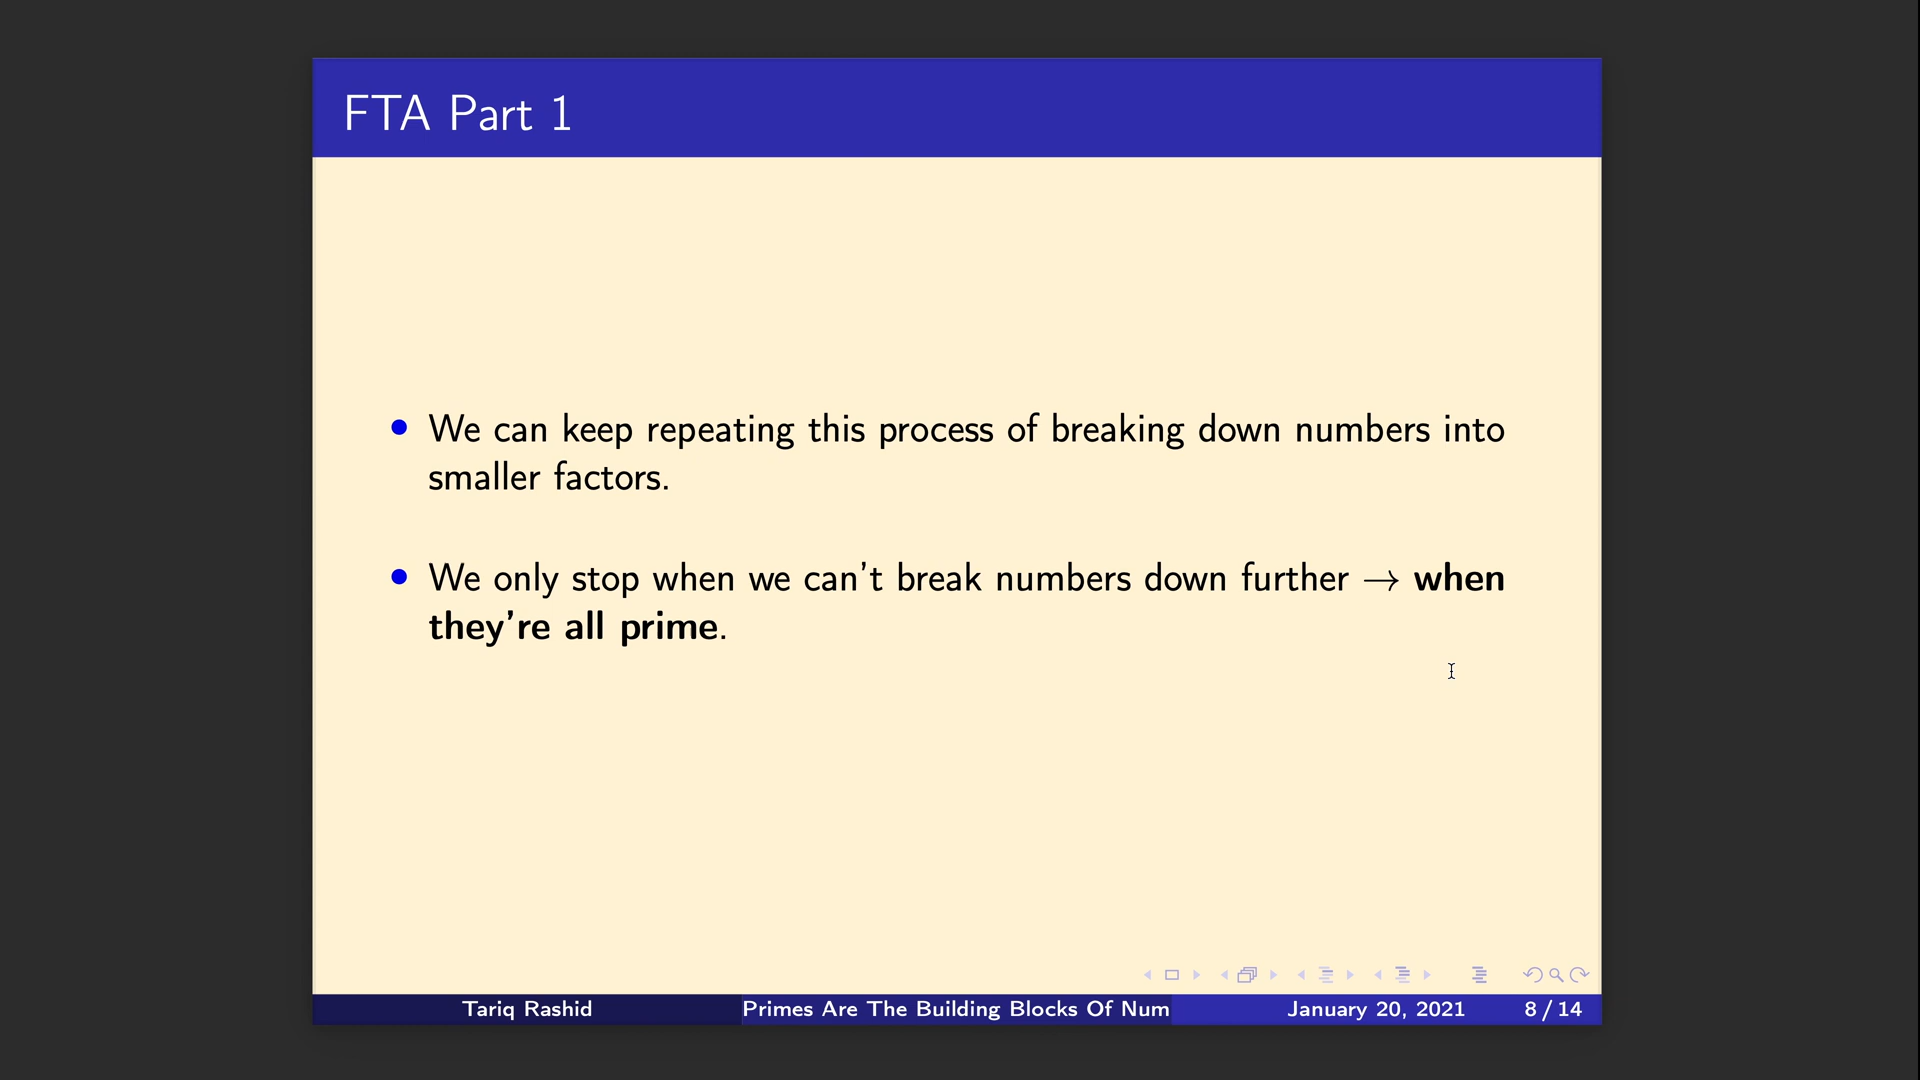 FTA Part 1
• We can keep repeating this process of breaking down numbers into
smaller factors.
• We only stop when we can't break numbers down further → when
they're all prime.
Tariq Rashid Primes Are The Building Blocks Of Num January 20, 2021 8 / 14